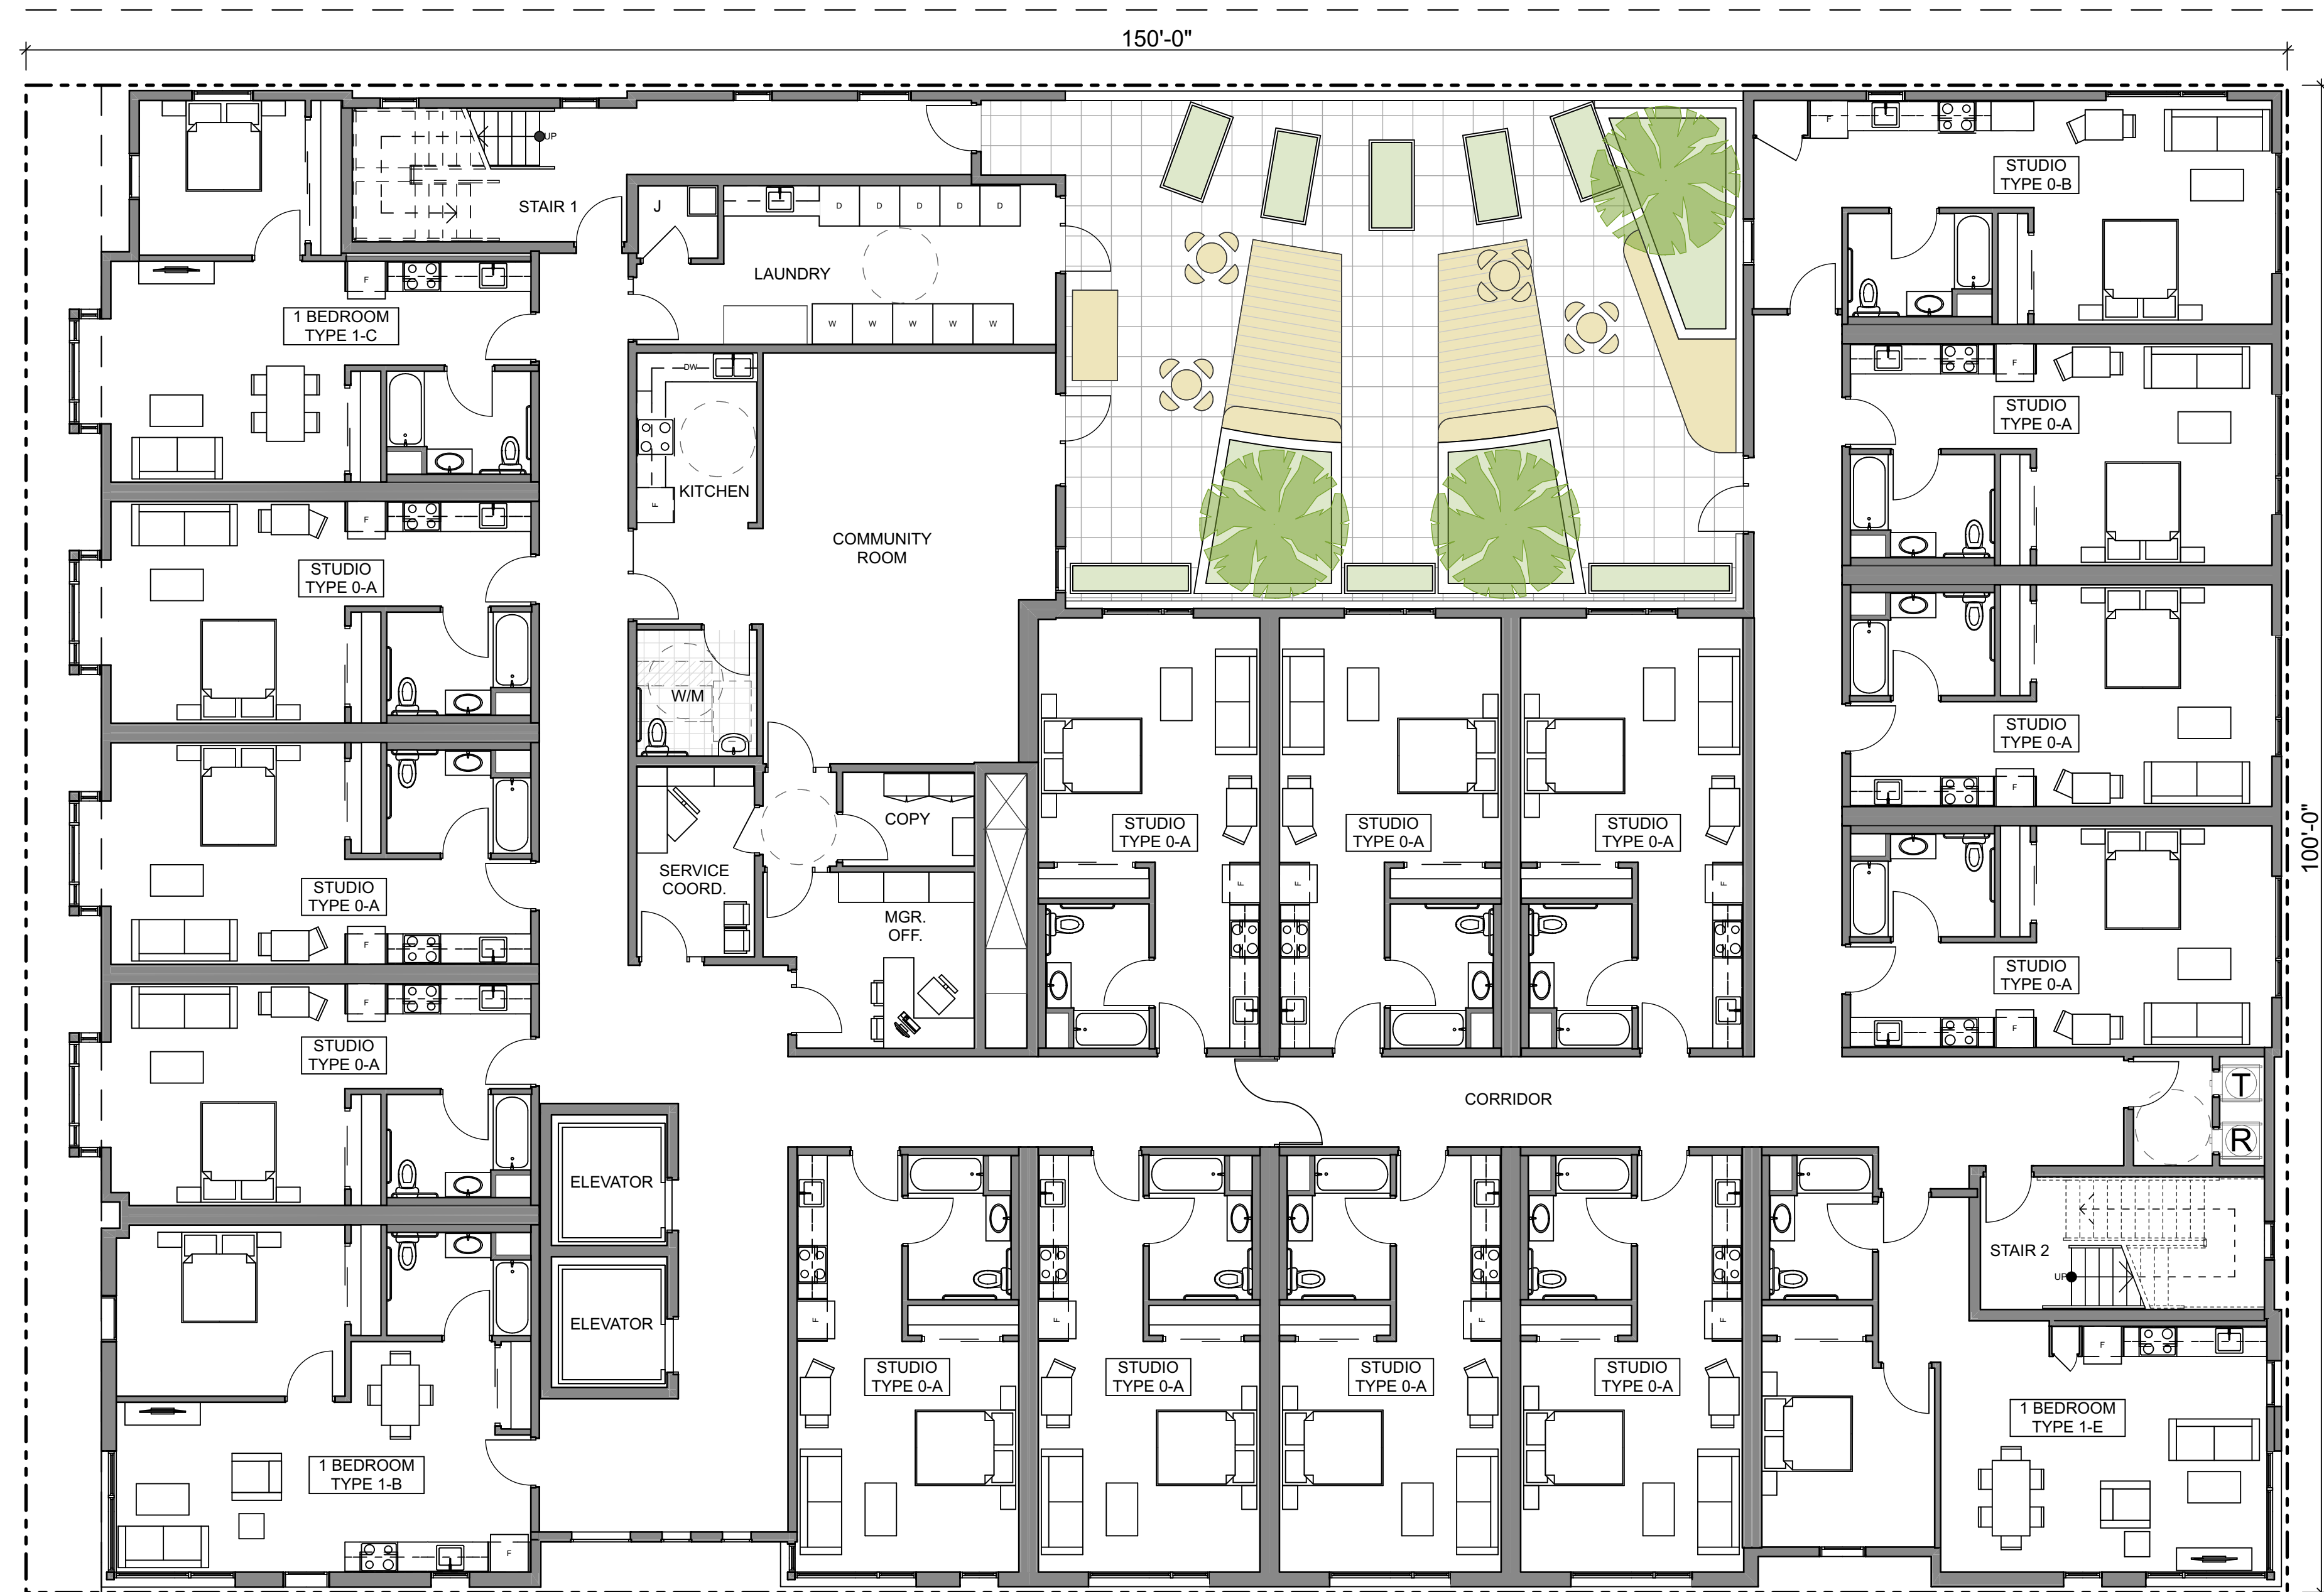 150'-0"
UP
STAIR 1
J
D D D D D
LAUNDRY
W W W W W
F
1 BEDROOM
TYPE 1-C
DW
KITCHEN
F
COMMUNITY
ROOM
F
STUDIO
TYPE 0-B
F
STUDIO
TYPE 0-A
F
STUDIO
TYPE 0-A
W/M
STUDIO
TYPE 0-A
F
STUDIO
TYPE 0-A
F
COPY
SERVICE
COORD.
MGR.
OFF.
STUDIO
TYPE 0-A
F
STUDIO
TYPE 0-A
F
STUDIO
TYPE 0-A
F
100'-0"
STUDIO
TYPE 0-A
F
F
STUDIO
TYPE 0-A
CORRIDOR
T
R
ELEVATOR
ELEVATOR
STAIR 2
UP
F
STUDIO
TYPE 0-A
F
STUDIO
TYPE 0-A
F
STUDIO
TYPE 0-A
F
STUDIO
TYPE 0-A
F
F
1 BEDROOM
TYPE 1-E
1 BEDROOM
TYPE 1-B
F